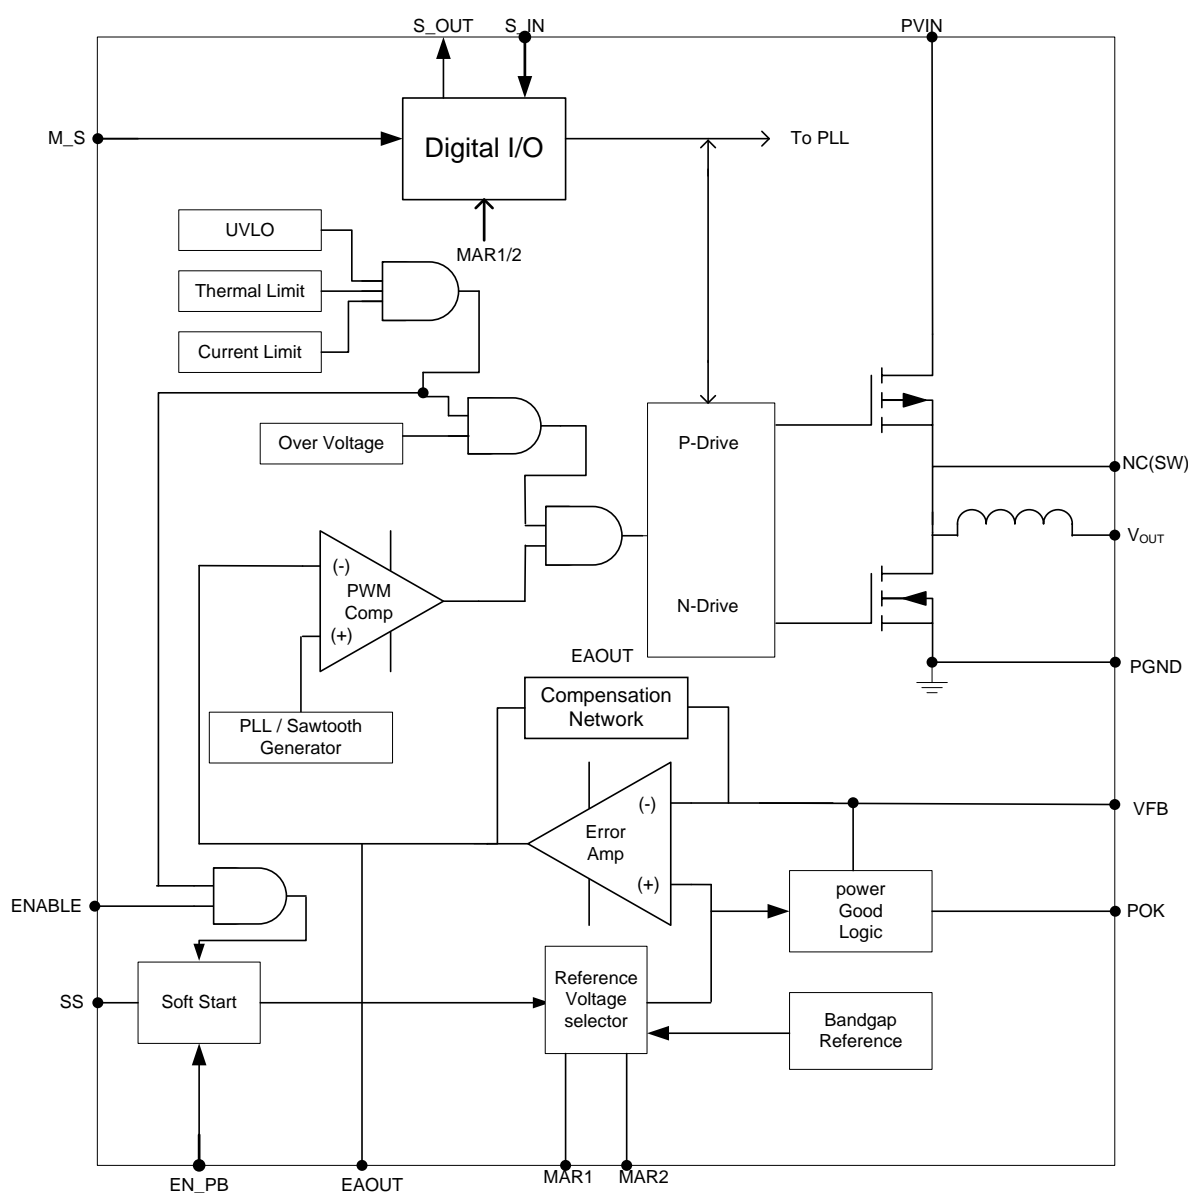 S_OUT
S_IN
PVIN
M_S
Digital I/O
To PLL
MAR1/2
UVLO
Thermal Limit
Current Limit
Over Voltage
P-Drive
N-Drive
NC(SW)
VOUT
PGND
(-)
PWM
Comp
(+)
PLL / Sawtooth
Generator
EAOUT
Compensation
Network
(-)
Error
Amp
(+)
VFB
power
Good
Logic
POK
ENABLE
SS
Soft Start
Reference
Voltage
selector
Bandgap
Reference
EN_PB
EAOUT
MAR1
MAR2